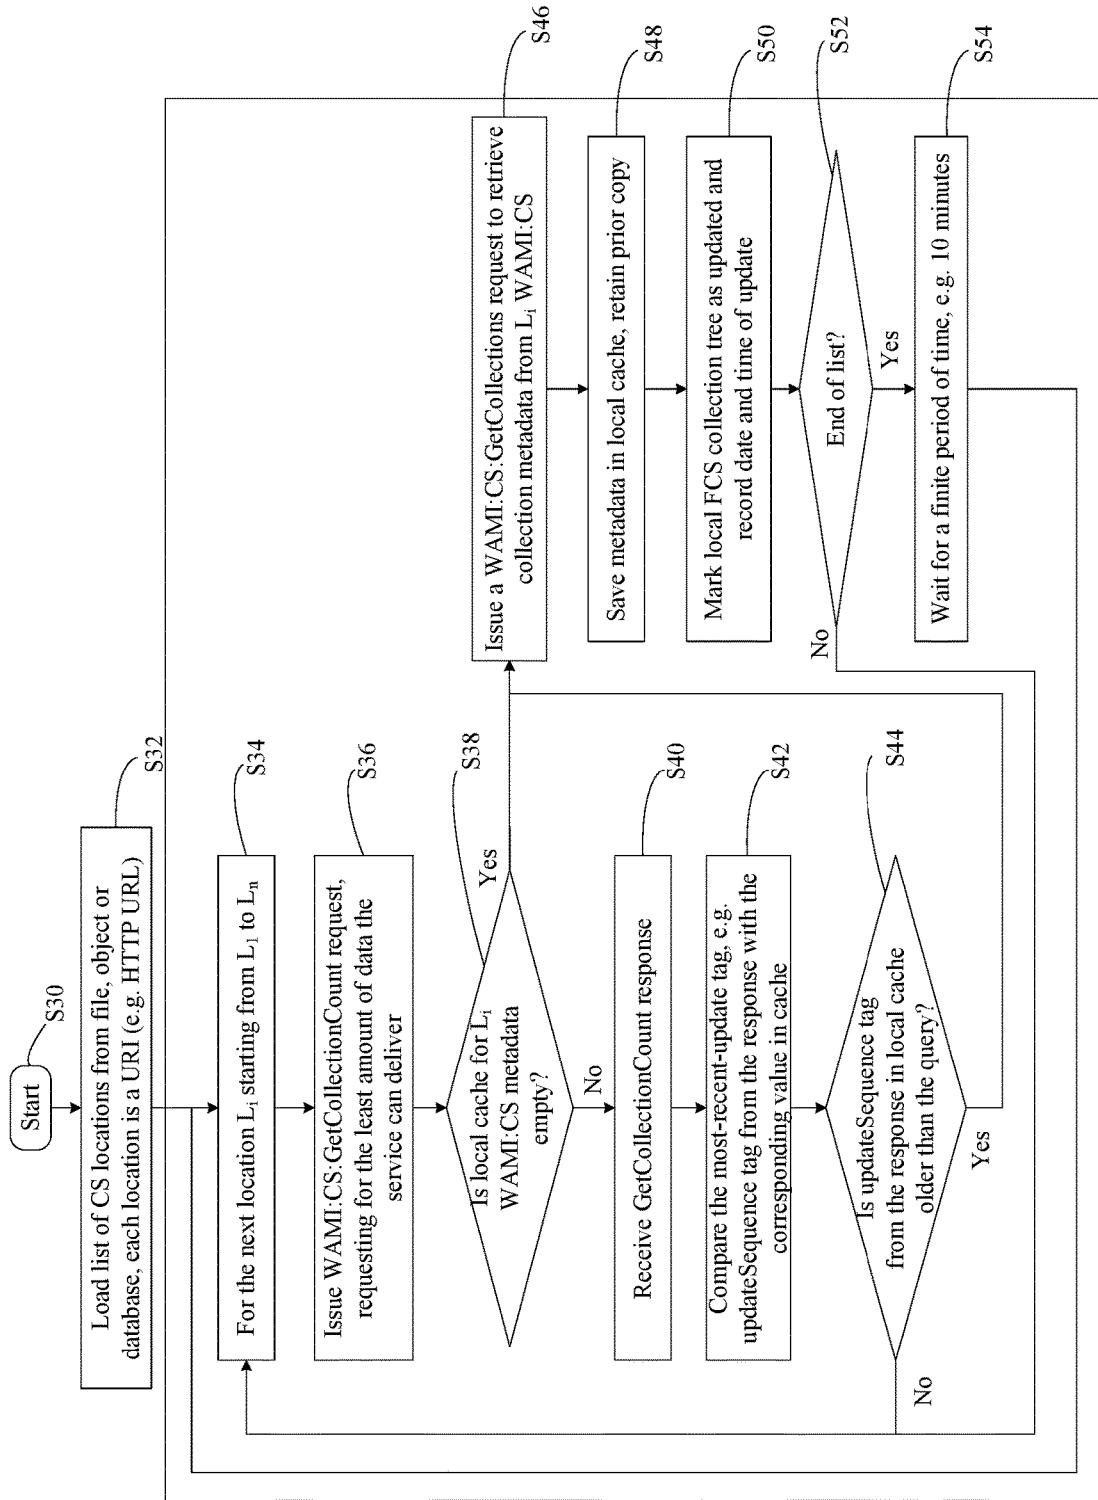 Start
S30
Load list of CS locations from file, object or
database, each location is a URI (e.g. HTTP URL)
S32
For the next location Li starting from L1 to Ln
S34
Issue WAMI:CS:GetCollectionCount request,
requesting for the least amount of data the
service can deliver
S36
Is local cache for Li
WAMI:CS metadata
empty?
S38
Yes
No
Receive GetCollectionCount response
S40
Compare the most-recent-update tag, e.g.
updateSequence tag from the response with the
corresponding value in cache
S42
Is updateSequence tag
from the response in local cache
older than the query?
S44
No
Yes
Issue a WAMI:CS:GetCollections request to retrieve
collection metadata from Li WAMI:CS
S46
Save metadata in local cache, retain prior copy
S48
Mark local FCS collection tree as updated and
record date and time of update
S50
End of list?
S52
No
Yes
Wait for a finite period of time, e.g. 10 minutes
S54